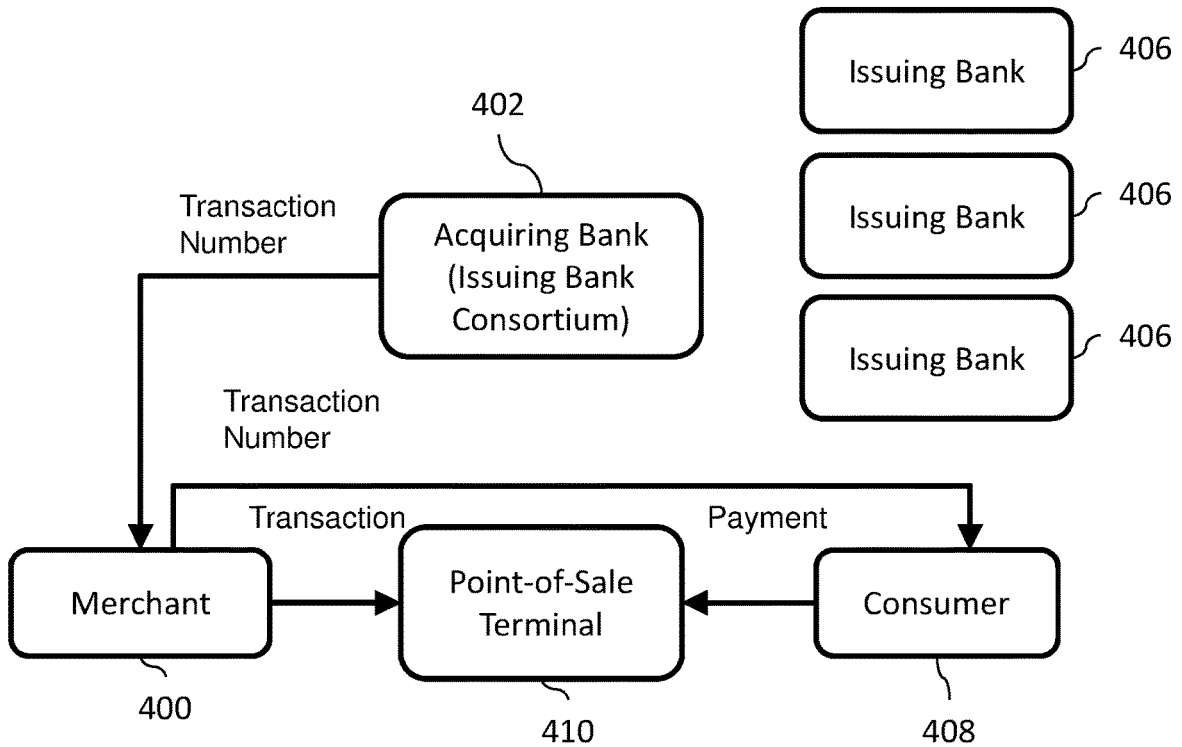 Issuing Bank
406
402
Issuing Bank
406
Transaction
Number
Acquiring Bank
(Issuing Bank
Consortium)
Issuing Bank
406
Transaction
Number
Transaction
Payment
Merchant
Point-of-Sale
Terminal
Consumer
400
410
408